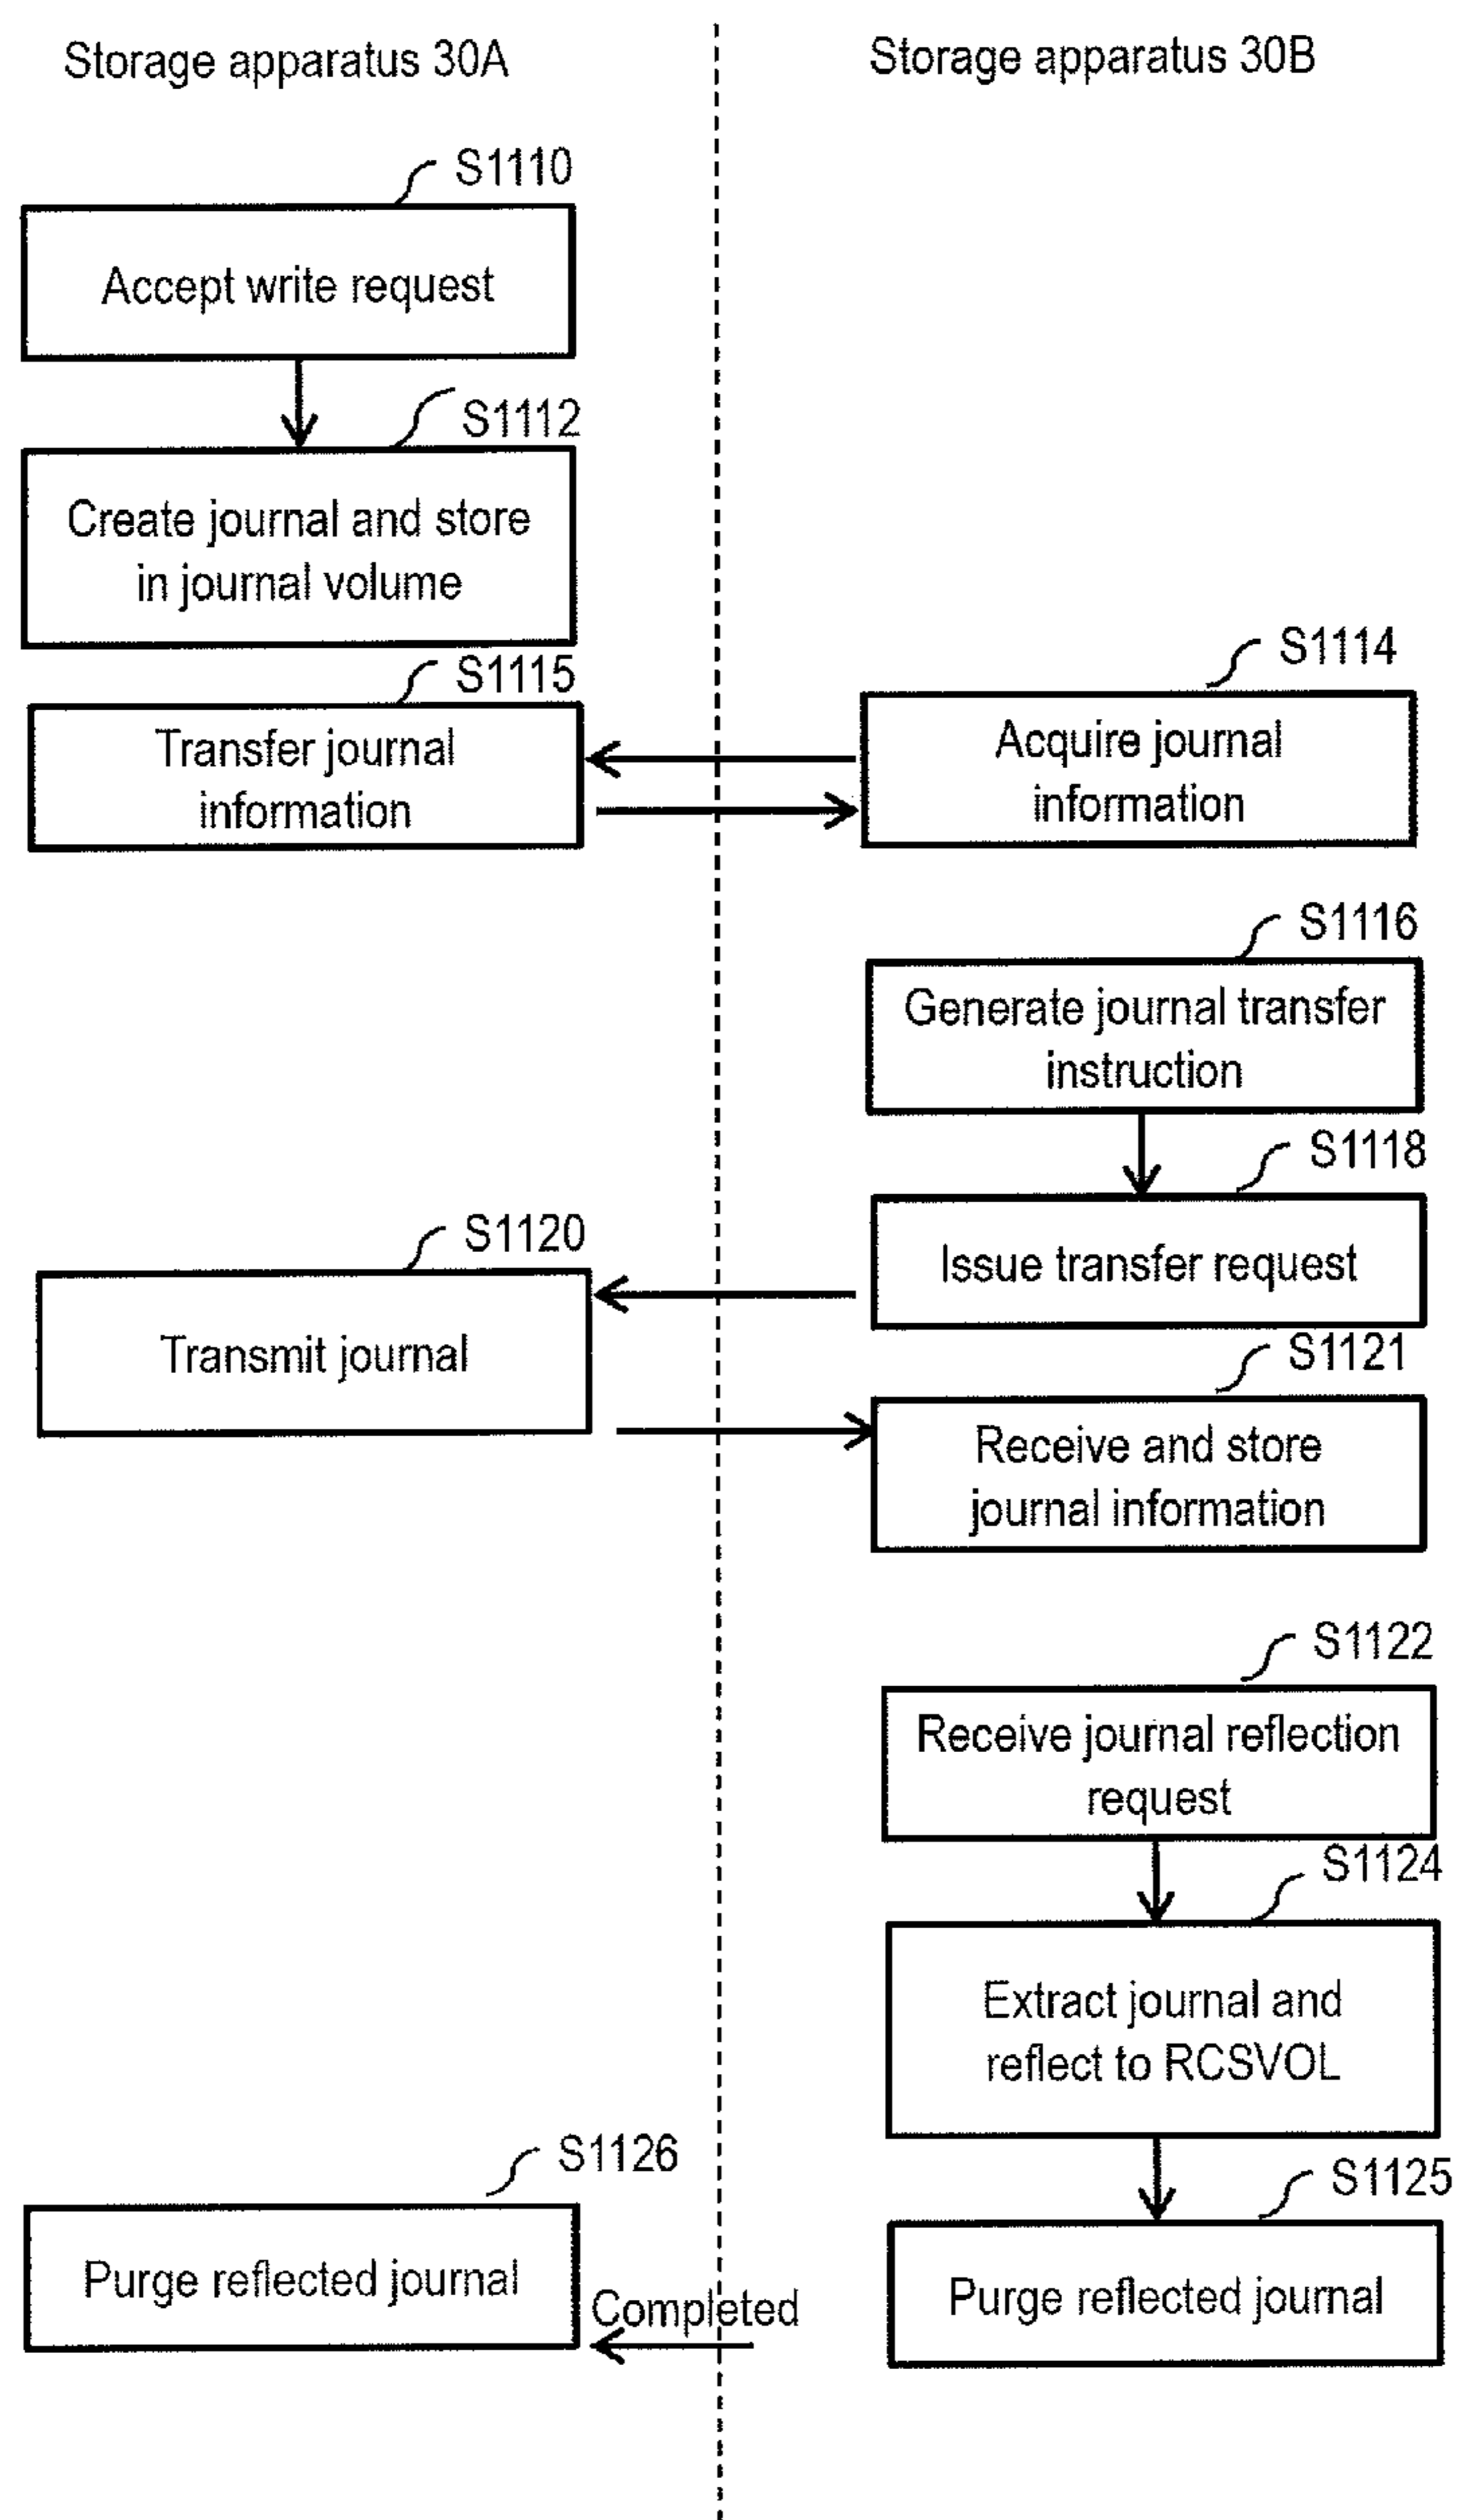 Storage apparatus 30A
Storage apparatus 30B
S1110
Accept write request
S1112
Create journal and store
in journal volume
S1115
Transfer journal
information
S1114
Acquire journal
information
S1116
Generate journal transfer
instruction
S1118
Issue transfer request
S1120
Transmit journal
S1121
Receive and store
journal information
S1122
Receive journal reflection
request
S1124
Extract journal and
reflect to RCSVOL
S1125
Purge reflected journal
S1126
Purge reflected journal
Completed